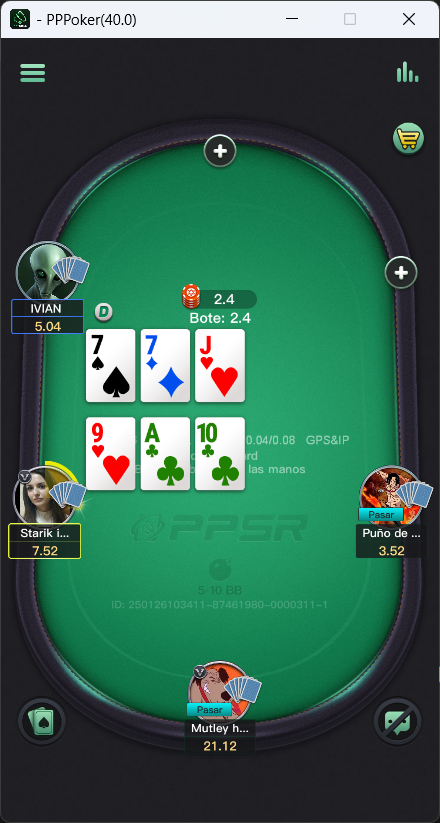 - PPPoker(40.0)
IVIAN
5.04
D
2.4
Bote: 2.4
7 7 J
0.04/0.08 GPS&IP
9 A 10
las manos
Starik i...
7.52
Pasar
Puño de ...
3.52
PPSR
5-10 BB
ID: 250126103411-87461980-0000311-1
Pasar
Mutley h...
21.12